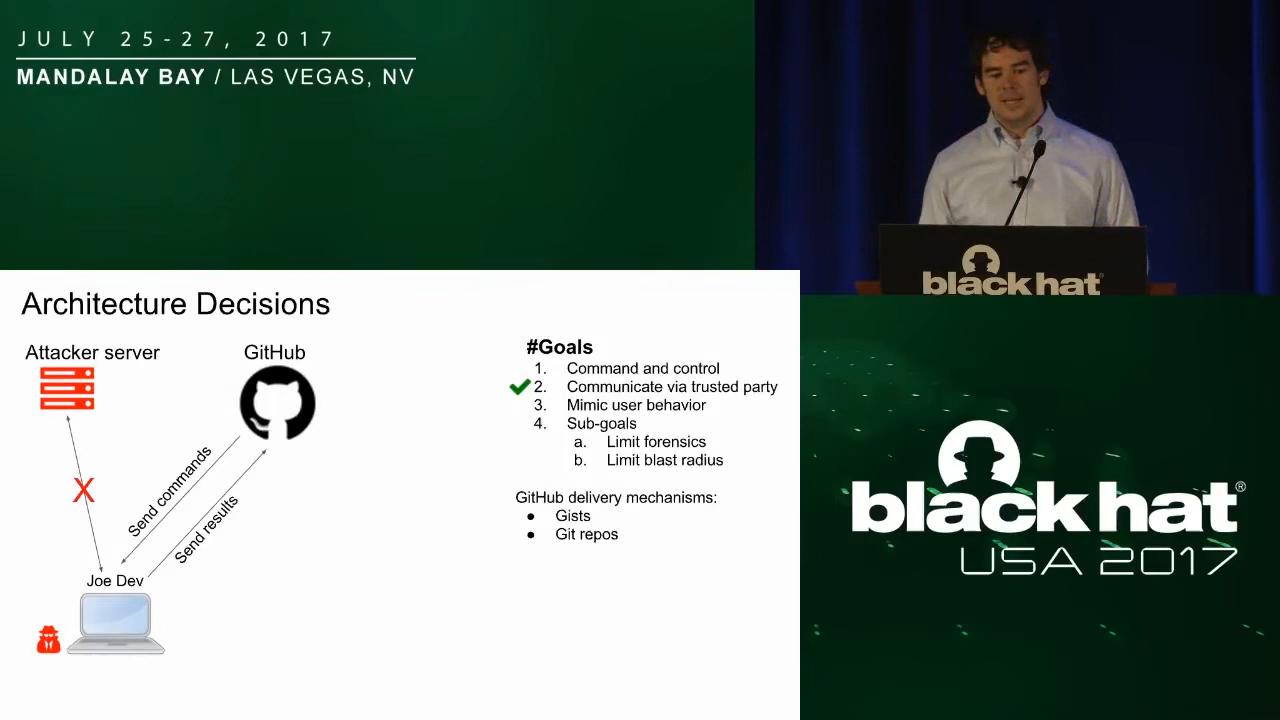 JULY 25-27, 2017
MANDALAY BAY / LAS VEGAS, NV
black hat®
Architecture Decisions
Attacker server
GitHub
X
Send commands
Send results
Joe Dev
#Goals
1. Command and control
2. Communicate via trusted party
3. Mimic user behavior
4. Sub-goals
a. Limit forensics
b. Limit blast radius
GitHub delivery mechanisms:
● Gists
● Git repos
black hat®
USA 2017